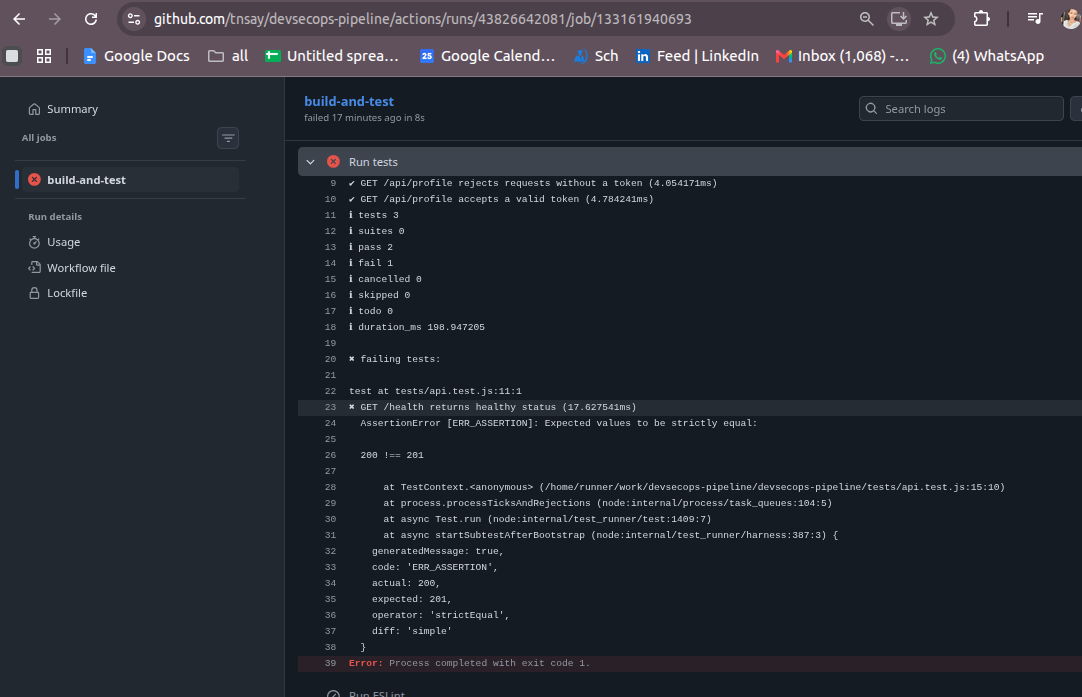 github.com/tnsay/devsecops-pipeline/actions/runs/43826642081/job/133161940693
Google Docs
all
Untitled sprea...
25
Google Calend...
Sch
in
Feed | LinkedIn
Inbox (1,068) -...
(4) WhatsApp
Summary
All jobs
build-and-test
Run details
Usage
Workflow file
Lockfile
build-and-test
failed 17 minutes ago in 8s
Search logs
Run tests
9 ✔ GET /api/profile rejects requests without a token (4.054171ms)
10 ✔ GET /api/profile accepts a valid token (4.784241ms)
11 ℹ tests 3
12 ℹ suites 0
13 ℹ pass 2
14 ℹ fail 1
15 ℹ cancelled 0
16 ℹ skipped 0
17 ℹ todo 0
18 ℹ duration_ms 198.947205
19
20 ✖ failing tests:
21
22 test at tests/api.test.js:11:1
23 ✖ GET /health returns healthy status (17.627541ms)
24 AssertionError [ERR_ASSERTION]: Expected values to be strictly equal:
25
26 200 !== 201
27
28 at TestContext.<anonymous> (/home/runner/work/devsecops-pipeline/devsecops-pipeline/tests/api.test.js:15:10)
29 at process.processTicksAndRejections (node:internal/process/task_queues:104:5)
30 at async Test.run (node:internal/test_runner/test:1409:7)
31 at async startSubtestAfterBootstrap (node:internal/test_runner/harness:387:3) {
32 generatedMessage: true,
33 code: 'ERR_ASSERTION',
34 actual: 200,
35 expected: 201,
36 operator: 'strictEqual',
37 diff: 'simple'
38 }
39 Error: Process completed with exit code 1.
Run ESLint